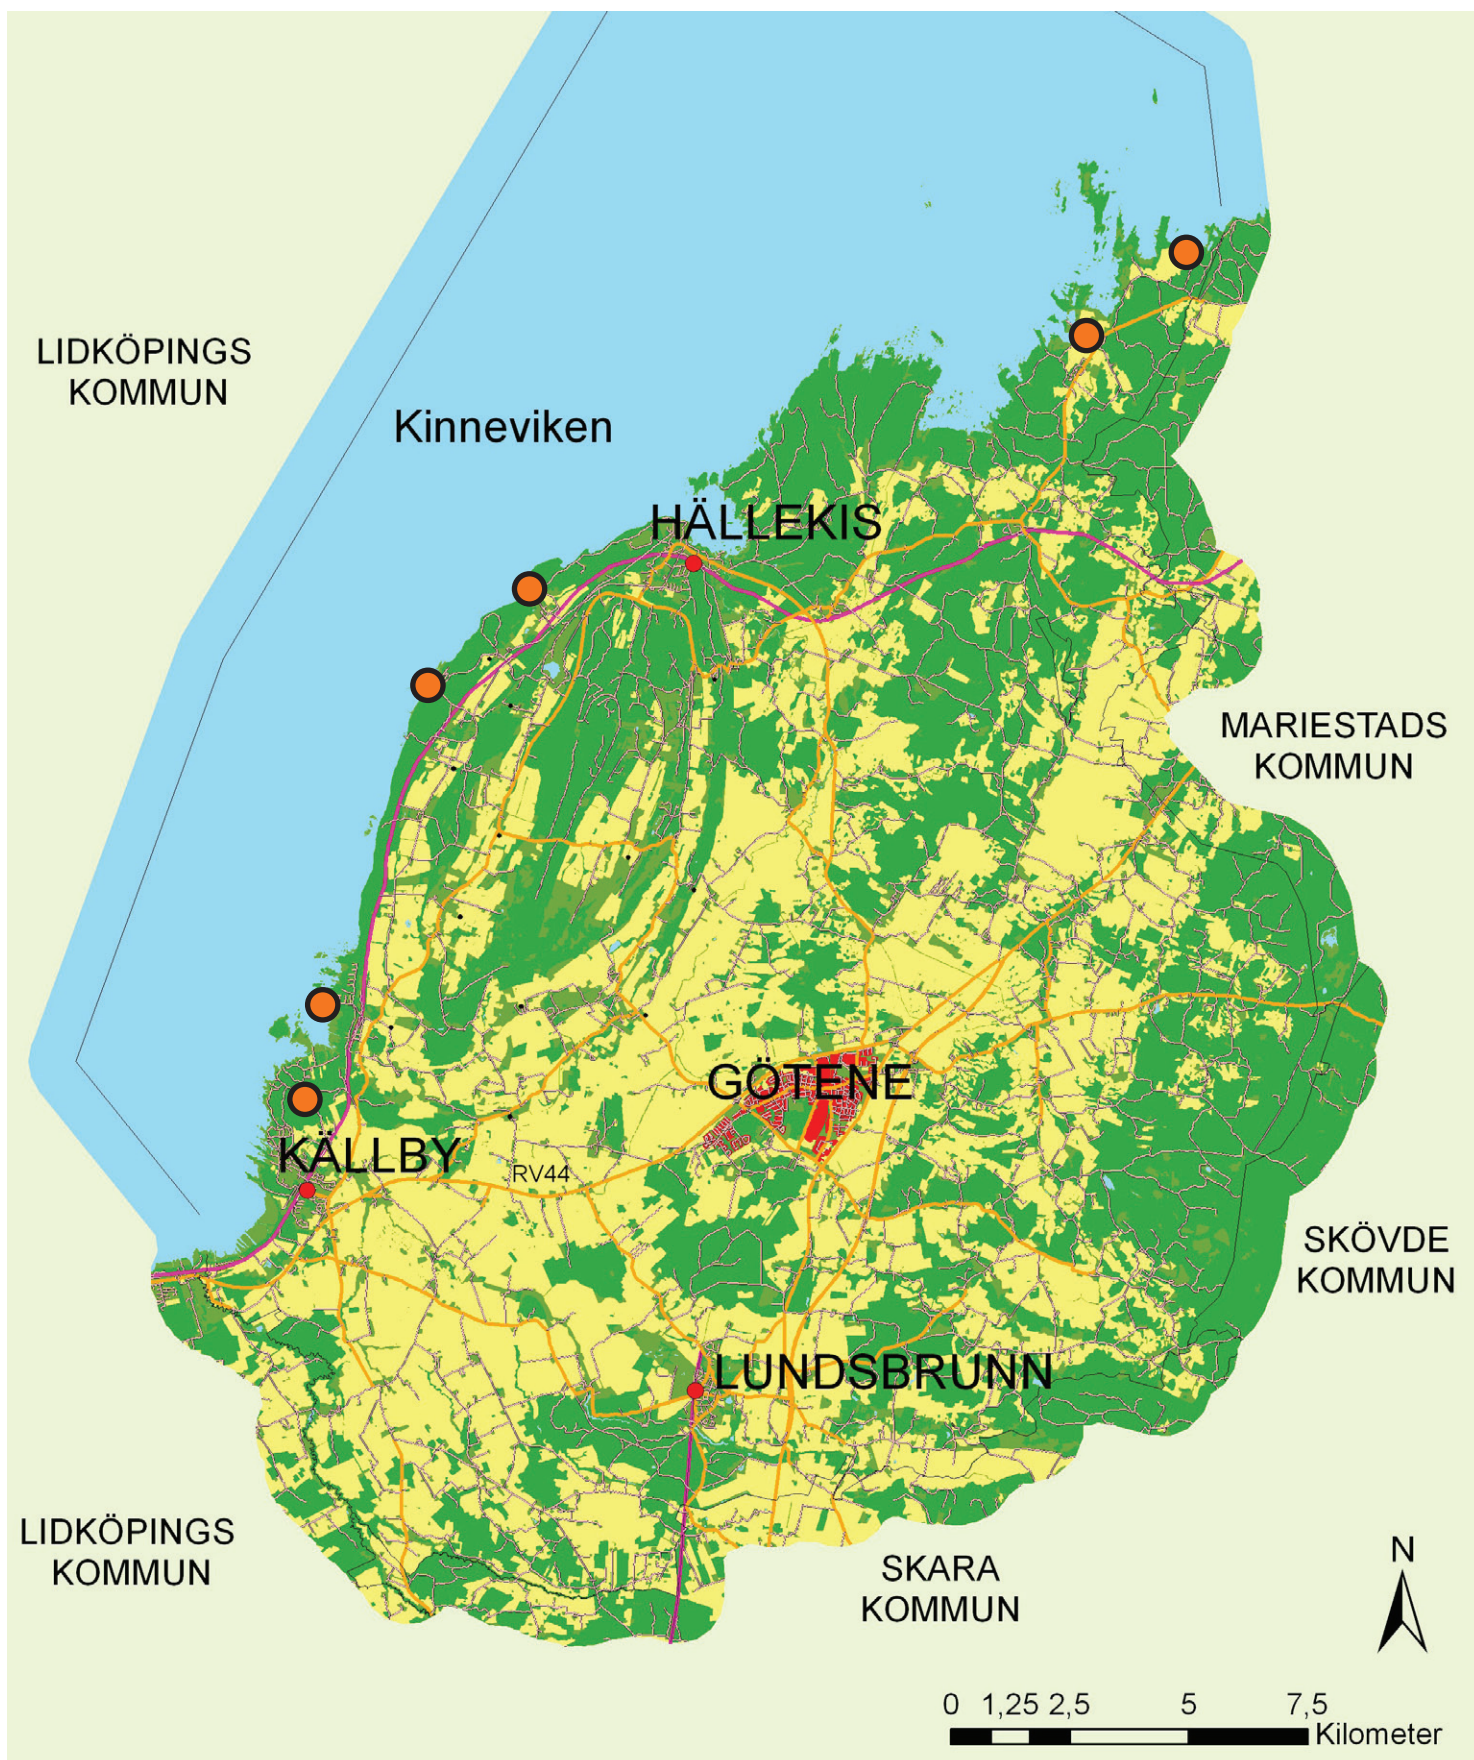 LIDKÖPINGS
KOMMUN
Kinneviken
HÄLLEKIS
MARIESTADS
KOMMUN
GÖTENE
KÄLLBY
RV44
SKÖVDE
KOMMUN
LUNDSBRUNN
LIDKÖPINGS
KOMMUN
SKARA
KOMMUN
N
0 1,25 2,5 5 7,5
Kilometer